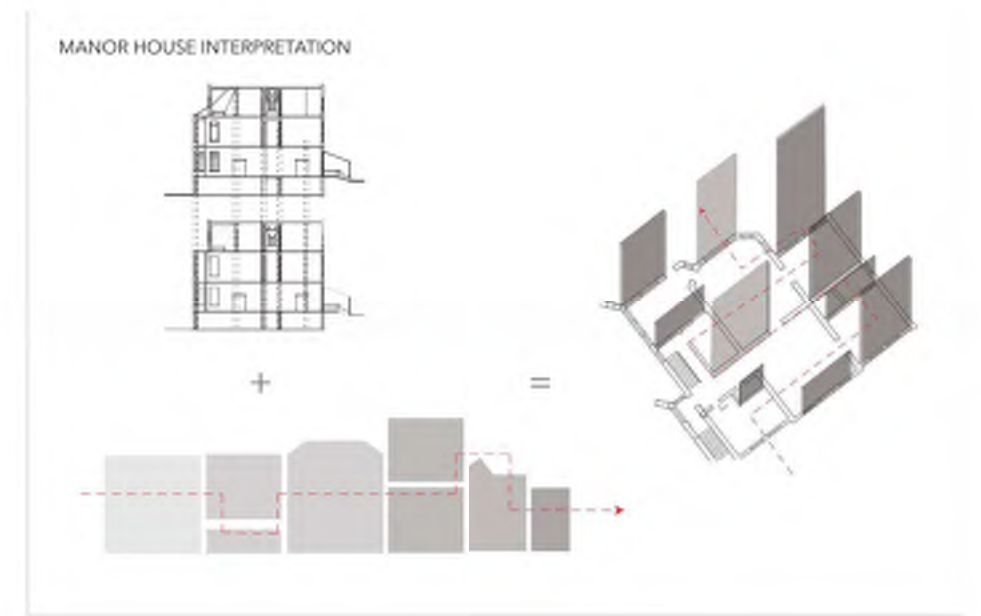 MANOR HOUSE INTERPRETATION
+
=